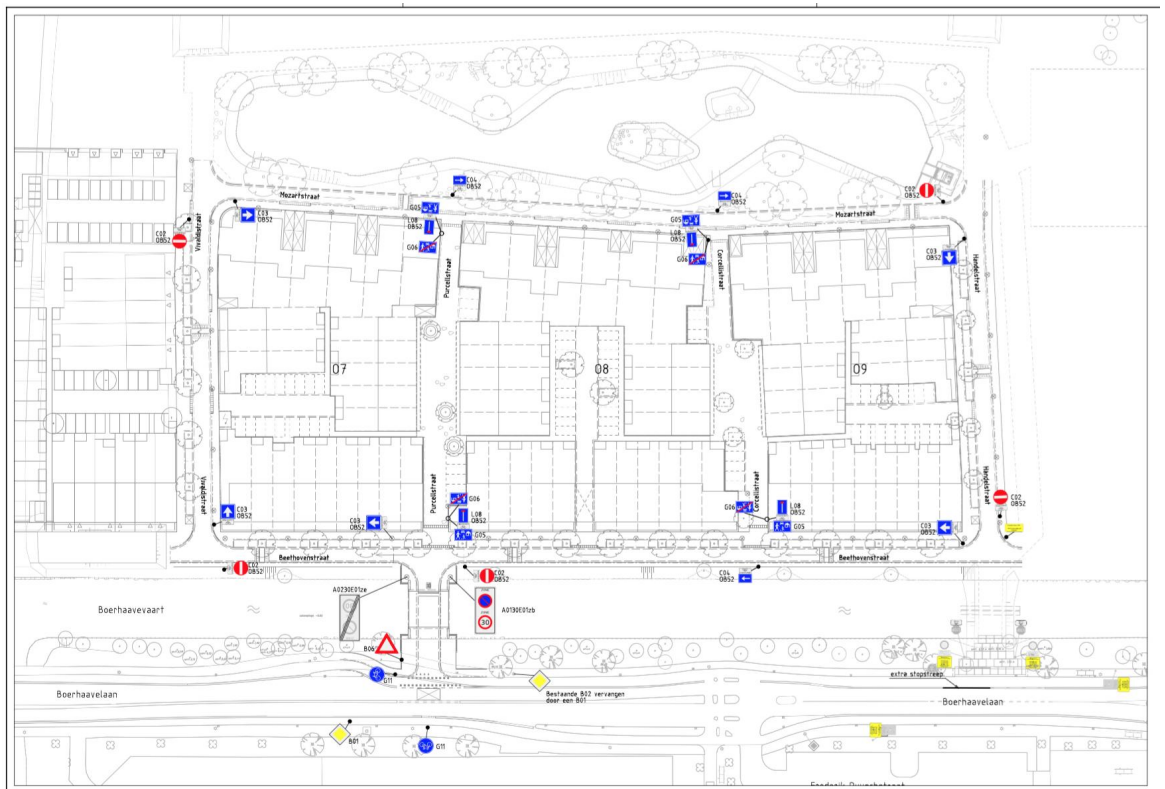 C04
OB52
C04
OB52
C02
OB52
Mozartstraat
G05
L08
OB52
G06
C03
OB52
G05
L08
OB52
G06
Mozartstraat
C02
OB52
Vivaldistraat
Purcellstraat
Corcellistraat
C03
OB52
Handelstraat
07
08
09
Vivaldistraat
Purcellstraat
Corcellistraat
Handelstraat
C03
OB52
C03
OB52
G06
L08
OB52
G05
G06
L08
OB52
G05
C03
OB52
C02
OB52
Beethovenstraat
Beethovenstraat
C02
OB52
C02
OB52
C04
OB52
A0230E01ze
A0130E01zb
30
Boerhaavevaart
B06
G11
Boerhaavelaan
Bestaande B02 vervangen
door een B01
extra stopstreep
Boerhaavelaan
B01
G11